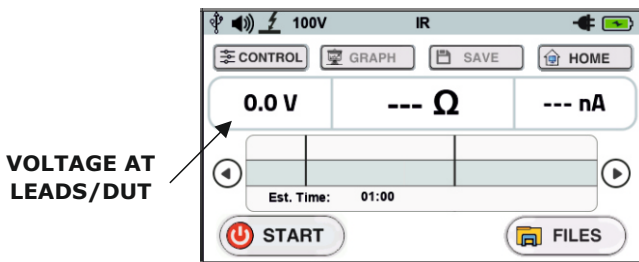 100V IR
CONTROL GRAPH SAVE HOME
0.0 V --- Ω --- nA
VOLTAGE AT
LEADS/DUT
Est. Time: 01:00
START FILES